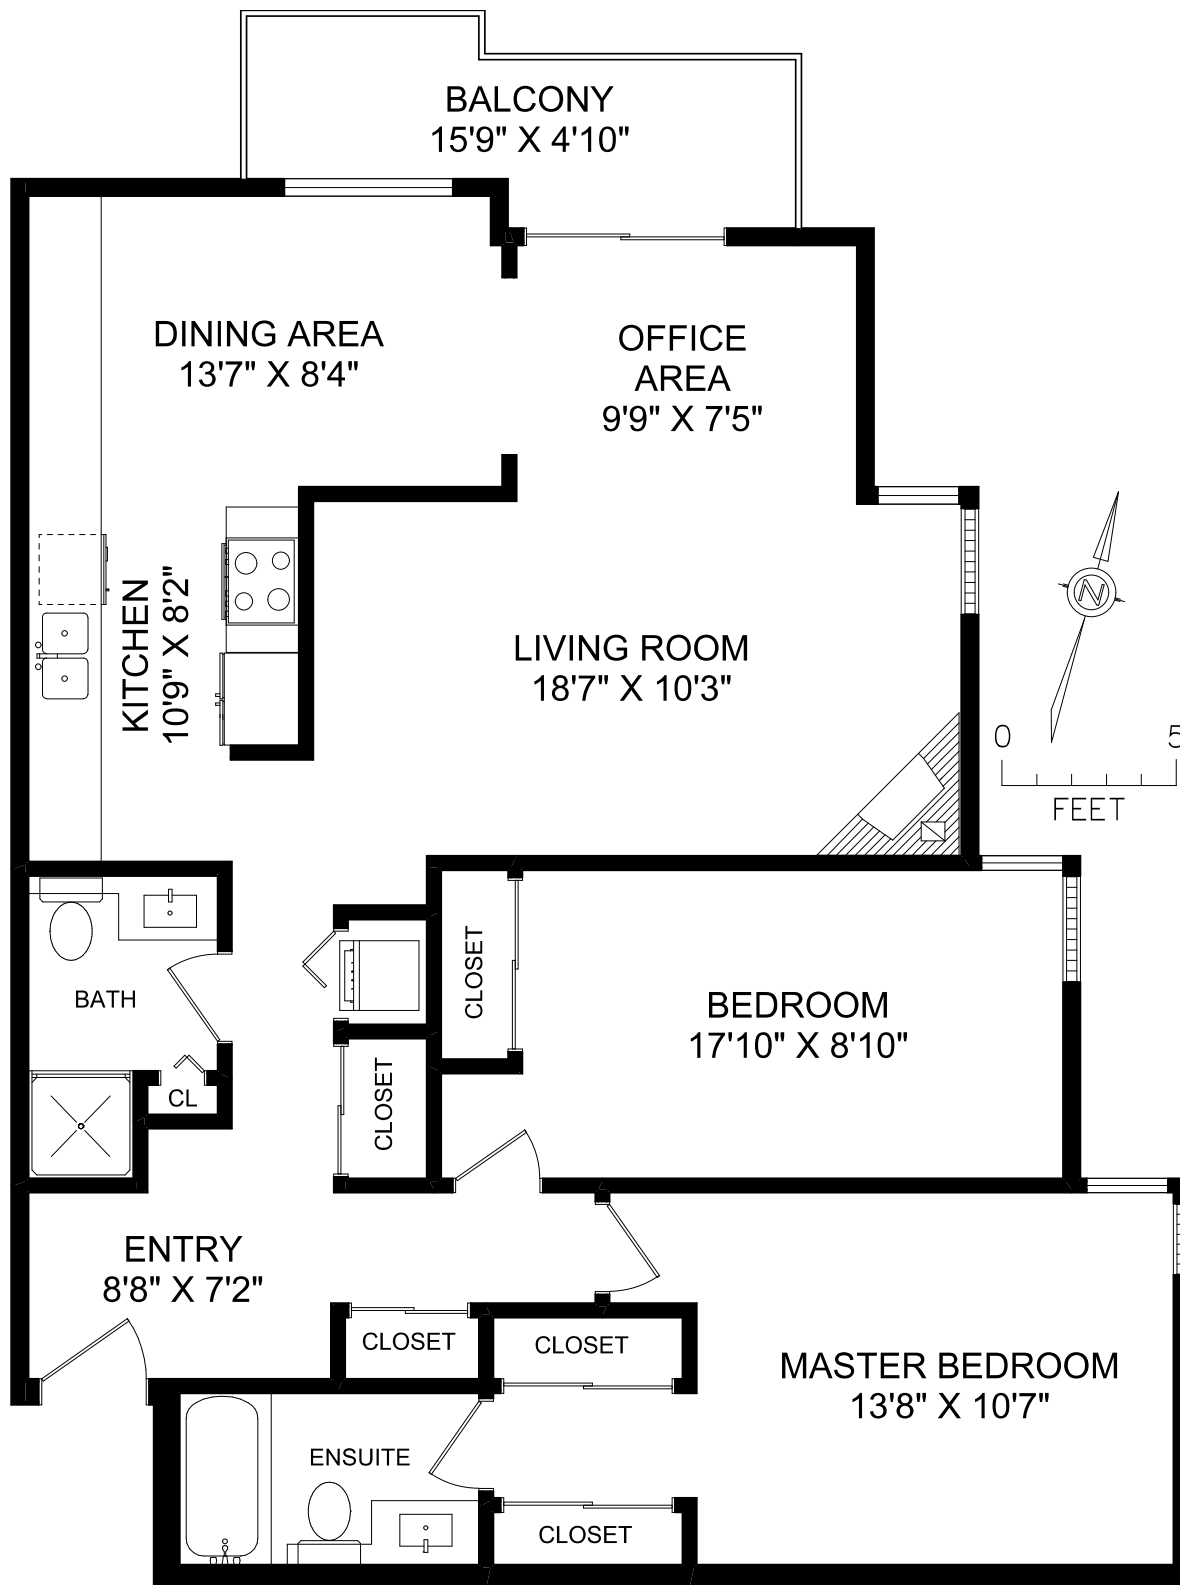 BALCONY
15'9" X 4'10"
DINING AREA
13'7" X 8'4"
OFFICE
AREA
9'9" X 7'5"
KITCHEN
10'9" X 8'2"
LIVING ROOM
18'7" X 10'3"
N
0 5
FEET
CLOSET
BATH
BEDROOM
17'10" X 8'10"
CL
CLOSET
ENTRY
8'8" X 7'2"
CLOSET
CLOSET
MASTER BEDROOM
13'8" X 10'7"
ENSUITE
CLOSET